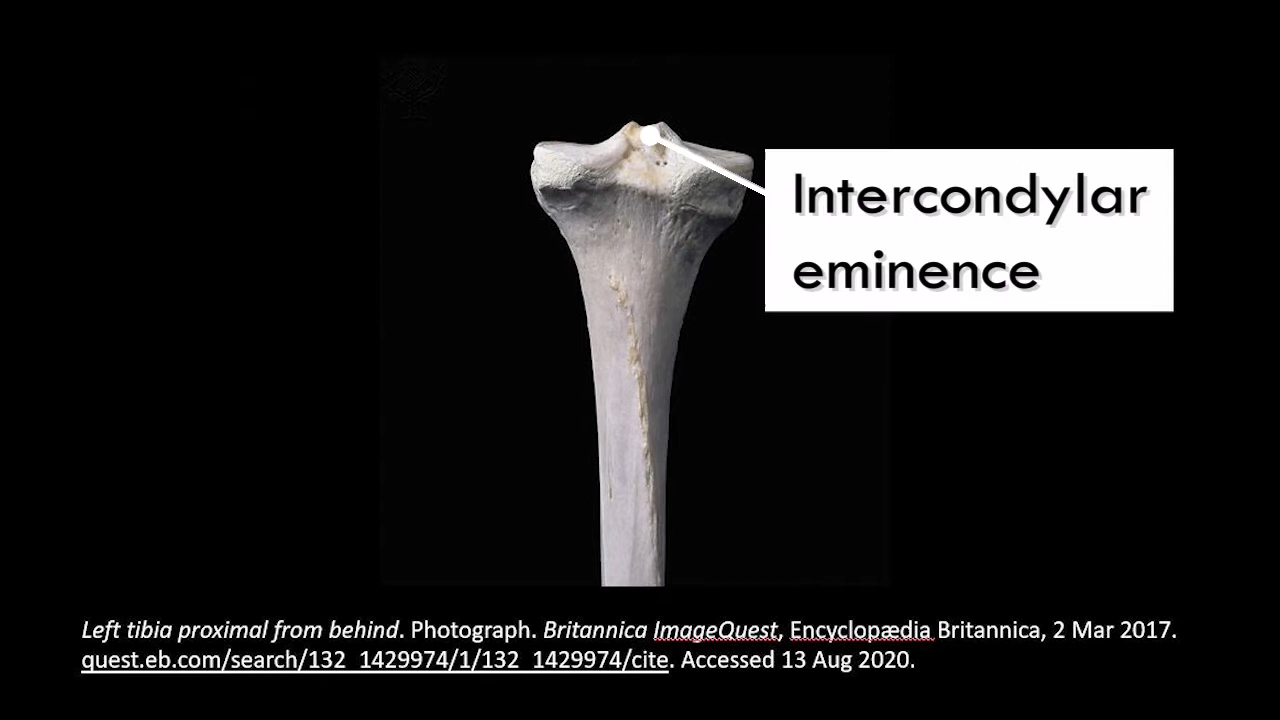 Intercondylar
eminence
Left tibia proximal from behind. Photograph. Britannica ImageQuest, Encyclopædia Britannica, 2 Mar 2017.
quest.eb.com/search/132_1429974/1/132_1429974/cite. Accessed 13 Aug 2020.